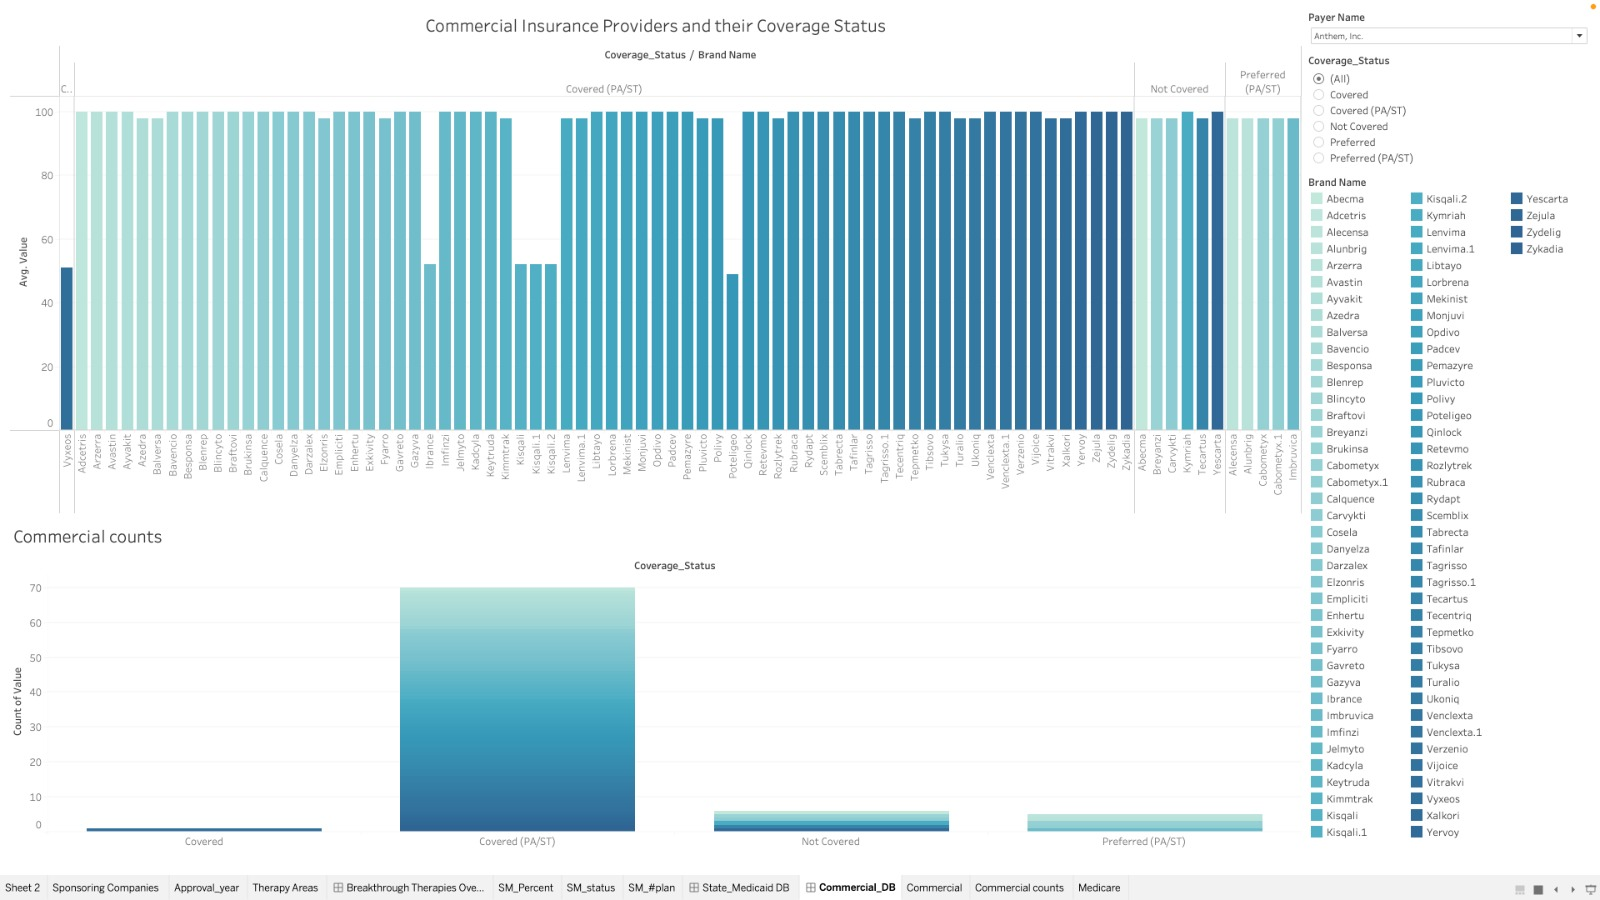 Commercial Insurance Providers and their Coverage Status
Coverage_Status / Brand Name
C..
Covered (PA/ST)
Not Covered
Preferred
(PA/ST)
Avg. Value
100
80
60
40
20
0
Vyxeos
Adcetris
Arzerra
Avastin
Ayvakit
Azedra
Balversa
Bavencio
Besponsa
Blenrep
Blincyto
Braftovi
Brukinsa
Calquence
Cosela
Danyelza
Darzalex
Elzonris
Empliciti
Enhertu
Exkivity
Fyarro
Gavreto
Gazyva
Ibrance
Imfinzi
Jelmyto
Kadcyla
Keytruda
Kimmtrak
Kisqali
Kisqali.1
Kisqali.2
Lenvima
Lenvima.1
Libtayo
Lorbrena
Mekinist
Monjuvi
Opdivo
Padcev
Pemazyre
Pluvicto
Polivy
Poteligeo
Qinlock
Retevmo
Rozlytrek
Rubraca
Rydapt
Scemblix
Tabrecta
Tafinlar
Tagrisso
Tagrisso.1
Tecentriq
Tepmetko
Tibsovo
Tukysa
Turalio
Ukoniq
Venclexta
Venclexta.1
Verzenio
Vijoice
Vitrakvi
Xalkori
Yervoy
Zejula
Zydelig
Zykadia
Abecma
Breyanzi
Carvykti
Kymriah
Tecartus
Yescarta
Alecensa
Alunbrig
Cabometyx
Cabometyx.1
Imbruvica
Commercial counts
Coverage_Status
Count of Value
70
60
50
40
30
20
10
0
Covered
Covered (PA/ST)
Not Covered
Preferred (PA/ST)
Payer Name
Anthem, Inc.
Coverage_Status
(All)
Covered
Covered (PA/ST)
Not Covered
Preferred
Preferred (PA/ST)
Brand Name
Abecma
Adcetris
Alecensa
Alunbrig
Arzerra
Avastin
Ayvakit
Azedra
Balversa
Bavencio
Besponsa
Blenrep
Blincyto
Braftovi
Breyanzi
Brukinsa
Cabometyx
Cabometyx.1
Calquence
Carvykti
Cosela
Danyelza
Darzalex
Elzonris
Empliciti
Enhertu
Exkivity
Fyarro
Gavreto
Gazyva
Ibrance
Imbruvica
Imfinzi
Jelmyto
Kadcyla
Keytruda
Kimmtrak
Kisqali
Kisqali.1
Kisqali.2
Kymriah
Lenvima
Lenvima.1
Libtayo
Lorbrena
Mekinist
Monjuvi
Opdivo
Padcev
Pemazyre
Pluvicto
Polivy
Poteligeo
Qinlock
Retevmo
Rozlytrek
Rubraca
Rydapt
Scemblix
Tabrecta
Tafinlar
Tagrisso
Tagrisso.1
Tecartus
Tecentriq
Tepmetko
Tibsovo
Tukysa
Turalio
Ukoniq
Venclexta
Venclexta.1
Verzenio
Vijoice
Vitrakvi
Vyxeos
Xalkori
Yervoy
Yescarta
Zejula
Zydelig
Zykadia
Sheet 2
Sponsoring Companies
Approval_year
Therapy Areas
Breakthrough Therapies Ove...
SM_Percent
SM_status
SM_#plan
State_Medicaid DB
Commercial_DB
Commercial
Commercial counts
Medicare